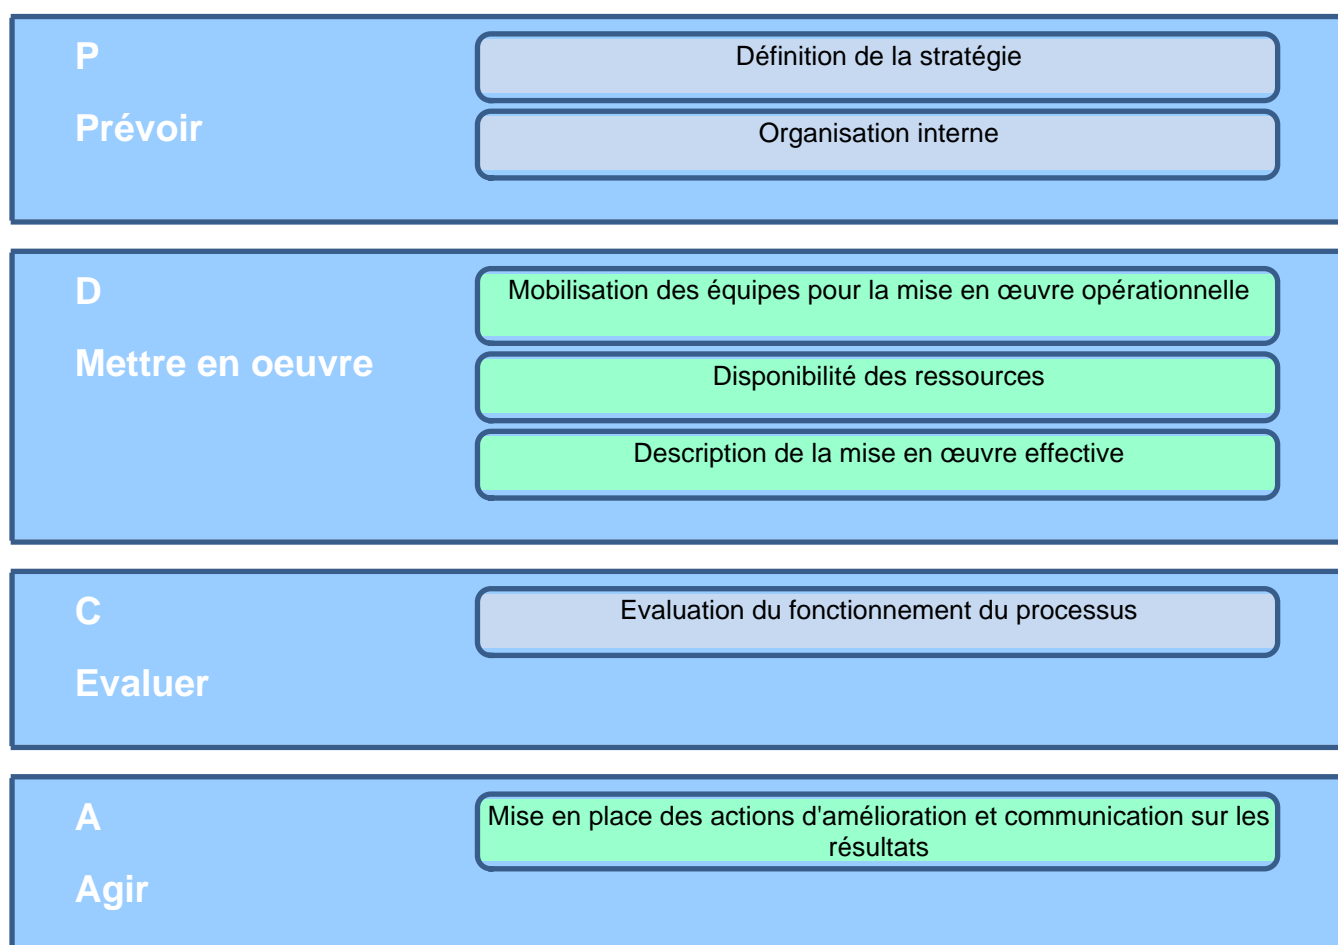 P
Prévoir
Définition de la stratégie
Organisation interne
D
Mettre en oeuvre
Mobilisation des équipes pour la mise en œuvre opérationnelle
Disponibilité des ressources
Description de la mise en œuvre effective
C
Evaluer
Evaluation du fonctionnement du processus
A
Agir
Mise en place des actions d'amélioration et communication sur les
résultats